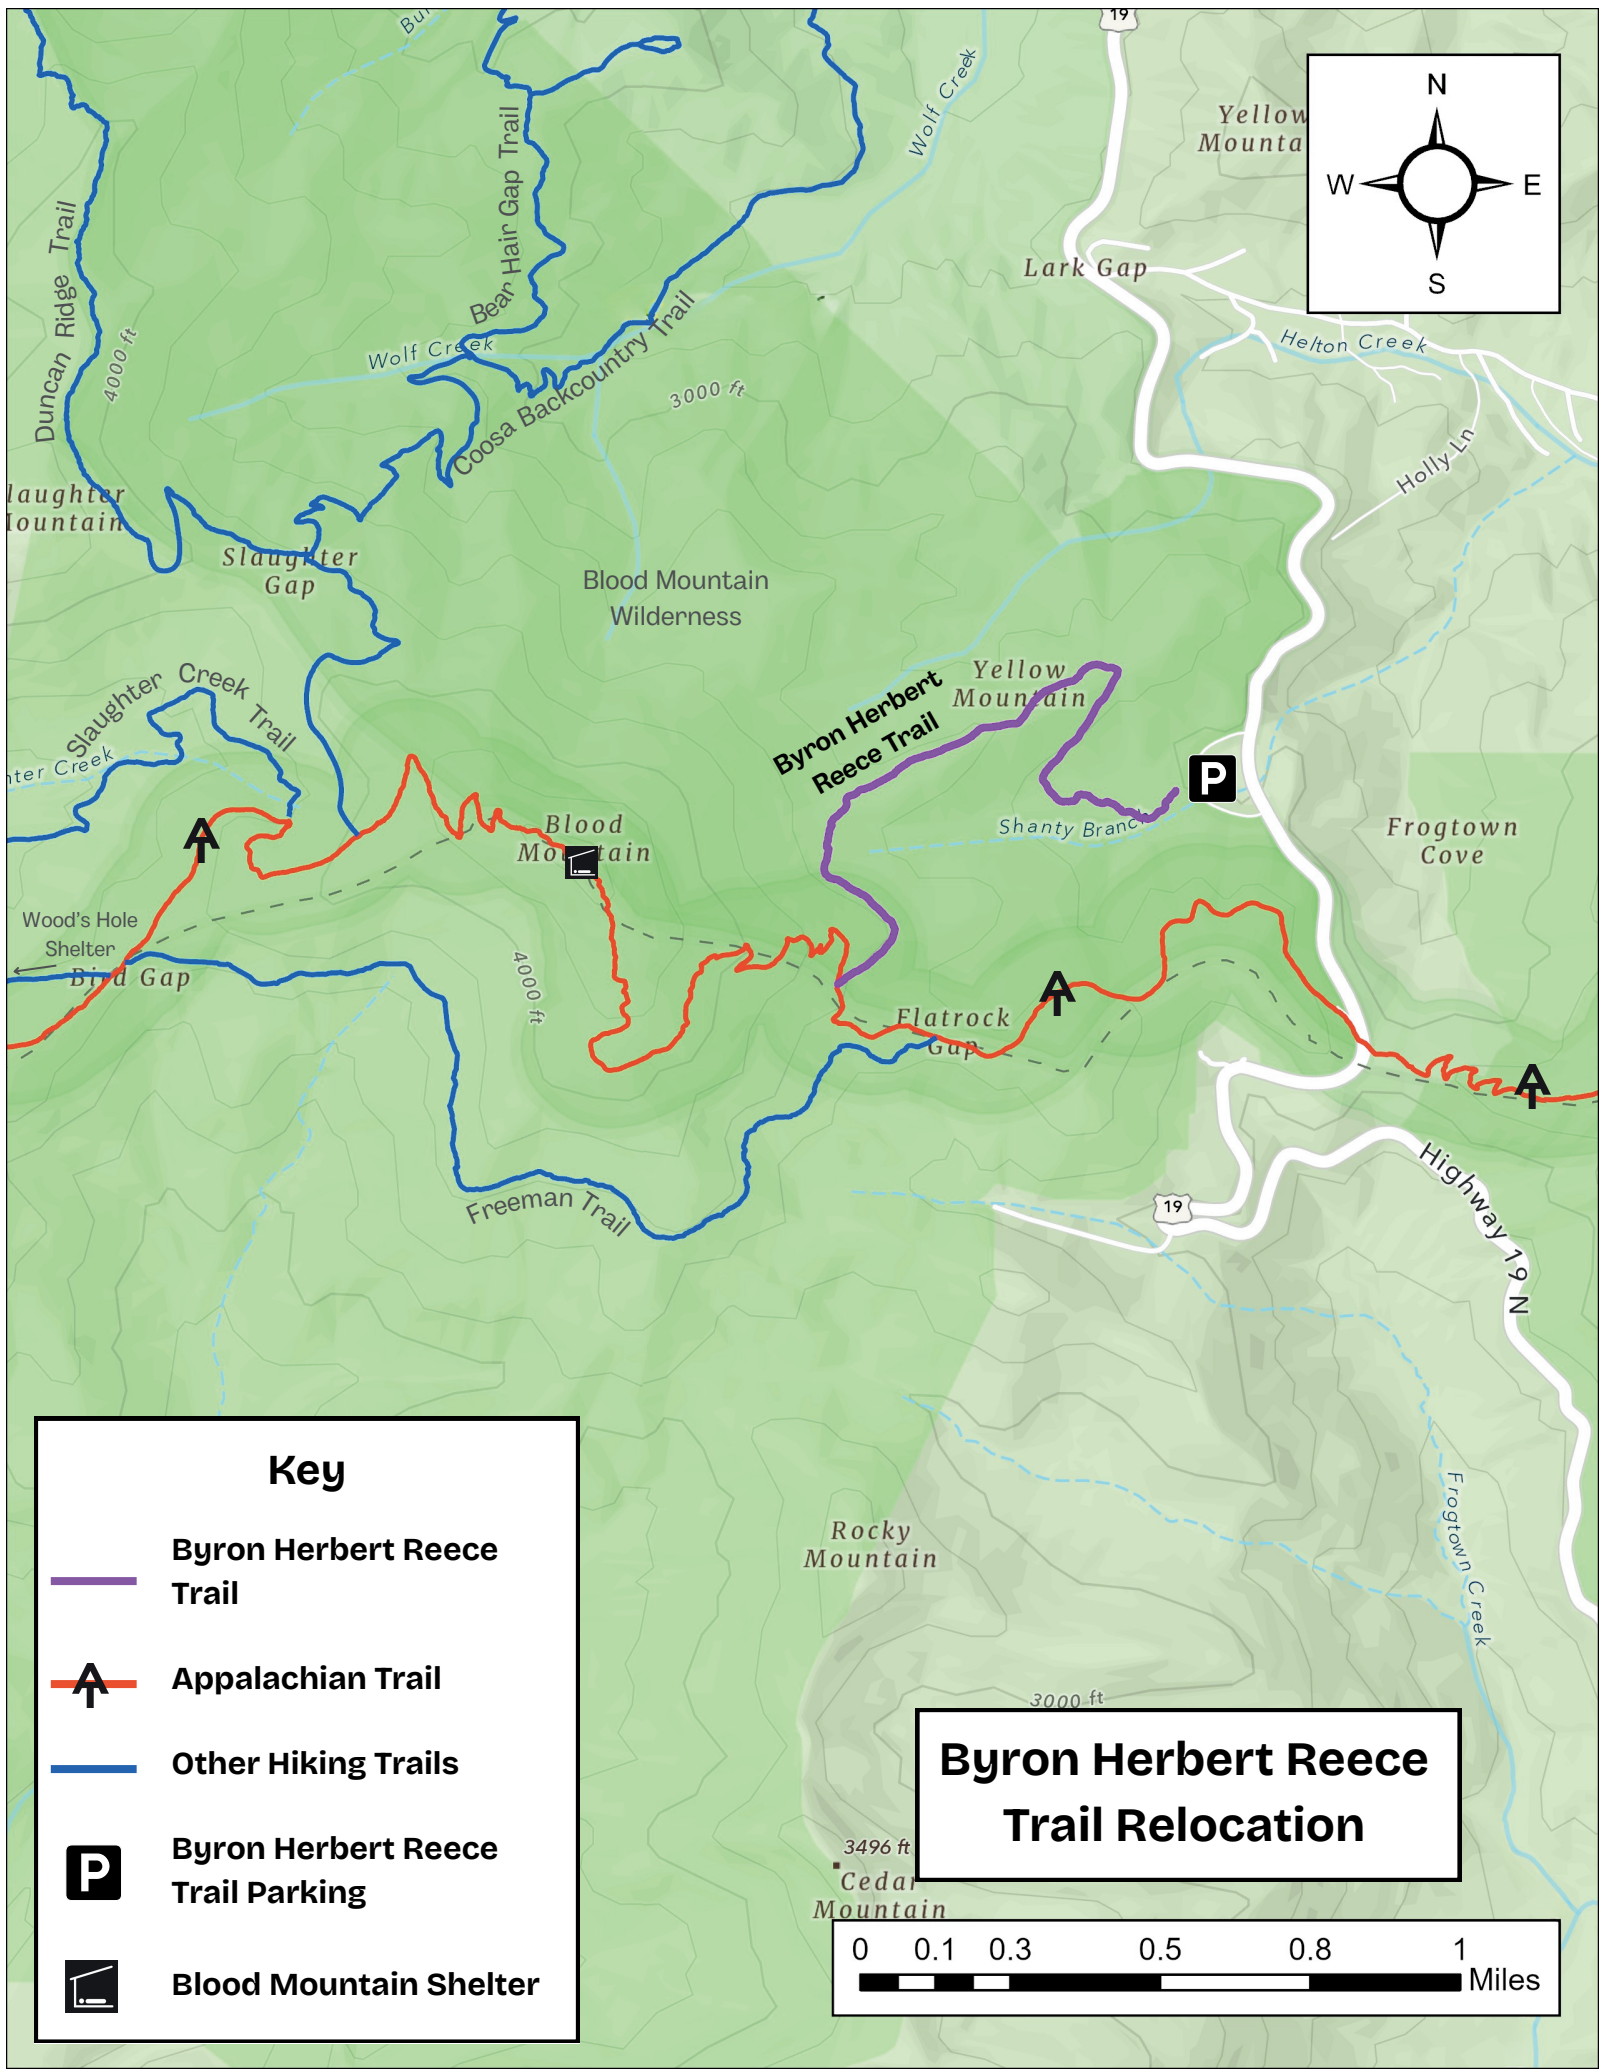 19
Wolf Creek
N
W
E
S
Yellow
Lark Gap
Helton Creek
Holly Ln
Duncan Ridge Trail
4000 ft
Bear Hair Gap Trail
Wolf Creek
Coosa Backcountry Trail
3000 ft
Slaughter
Gap
Blood Mountain
Wilderness
Slaughter Creek Trail
Creek
Yellow
Mountain
Byron Herbert
Reece Trail
P
Shanty Branch
Frogtown
Cove
Blood
Mountain
Wood's Hole
Shelter
Bird Gap
4000 ft
Flatrock
Gap
Freeman Trail
19
Highway 19 N
Frogtown Creek
Rocky
Mountain
3000 ft
3496 ft
Cedar
Mountain
Key
Byron Herbert Reece
Trail
Appalachian Trail
Other Hiking Trails
P
Byron Herbert Reece
Trail Parking
Blood Mountain Shelter
Byron Herbert Reece
Trail Relocation
0 0.1 0.3 0.5 0.8 1
Miles